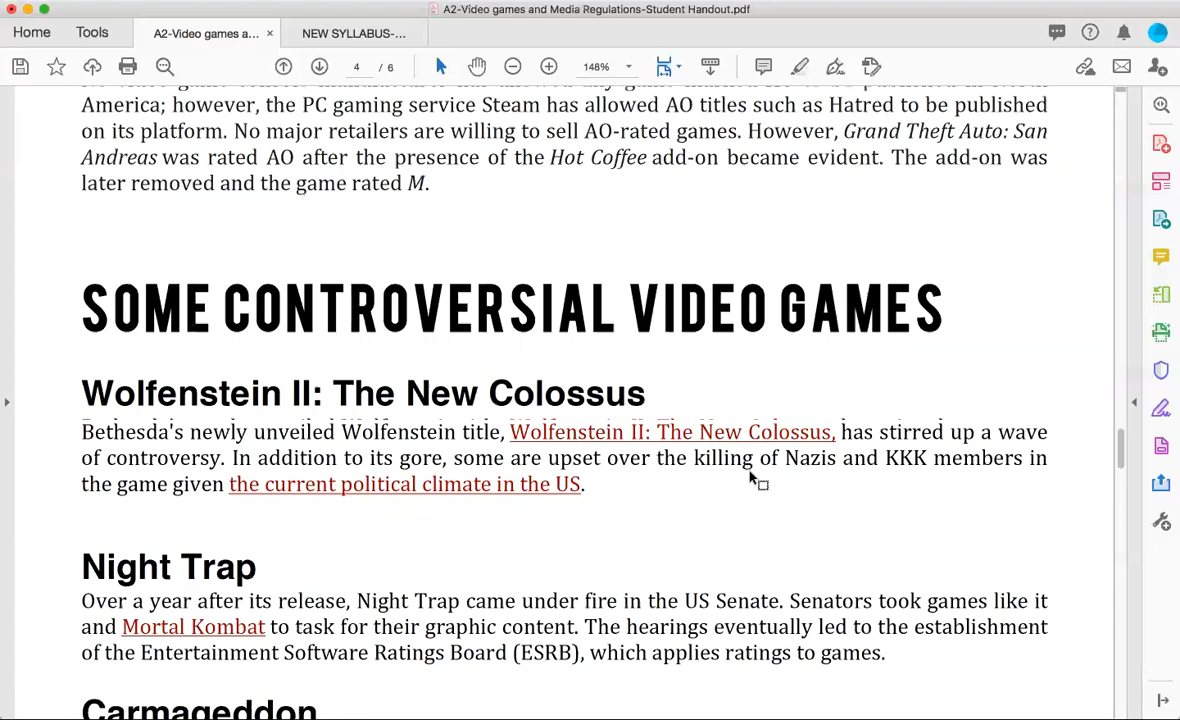 A2-Video games and Media Regulations-Student Handout.pdf
Home
Tools
A2-Video games a...
×
NEW SYLLABUS-...
4 / 6
148%
America; however, the PC gaming service Steam has allowed AO titles such as Hatred to be published
on its platform. No major retailers are willing to sell AO-rated games. However, Grand Theft Auto: San
Andreas was rated AO after the presence of the Hot Coffee add-on became evident. The add-on was
later removed and the game rated M.
SOME CONTROVERSIAL VIDEO GAMES
Wolfenstein II: The New Colossus
Bethesda's newly unveiled Wolfenstein title, Wolfenstein II: The New Colossus, has stirred up a wave
of controversy. In addition to its gore, some are upset over the killing of Nazis and KKK members in
the game given the current political climate in the US.
Night Trap
Over a year after its release, Night Trap came under fire in the US Senate. Senators took games like it
and Mortal Kombat to task for their graphic content. The hearings eventually led to the establishment
of the Entertainment Software Ratings Board (ESRB), which applies ratings to games.
Carmageddon